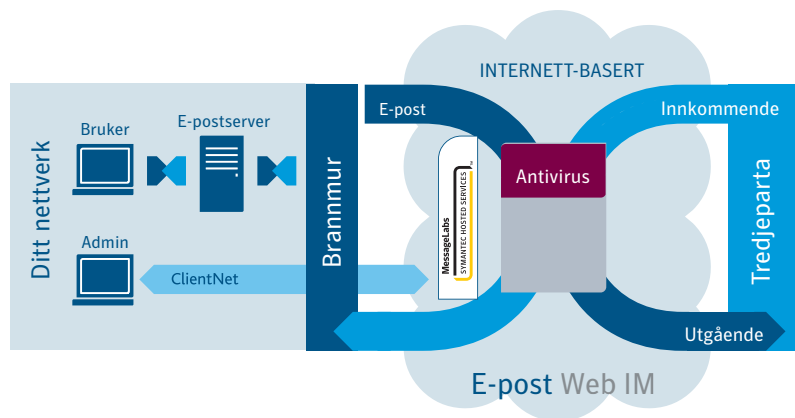 INTERNETT-BASERT
E-post
Innkommende
Bruker
E-postserver
Antivirus
Ditt nettverk
Brannmur
MessageLabs
SYMANTEC HOSTED SERVICES
Tredjeparta
Admin
ClientNet
Utgående
E-post Web IM